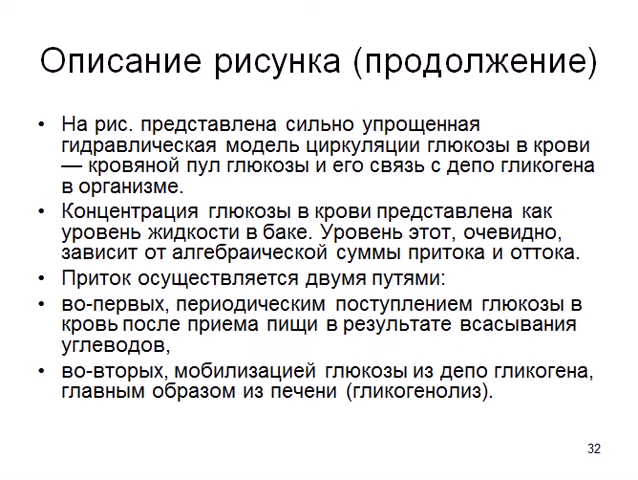 Описание рисунка (продолжение)
• На рис. представлена сильно упрощенная
гидравлическая модель циркуляции глюкозы в крови
— кровяной пул глюкозы и его связь с депо гликогена
в организме.
• Концентрация глюкозы в крови представлена как
уровень жидкости в баке. Уровень этот, очевидно,
зависит от алгебраической суммы притока и оттока.
• Приток осуществляется двумя путями:
• во-первых, периодическим поступлением глюкозы в
кровь после приема пищи в результате всасывания
углеводов,
• во-вторых, мобилизацией глюкозы из депо гликогена,
главным образом из печени (гликогенолиз).
32